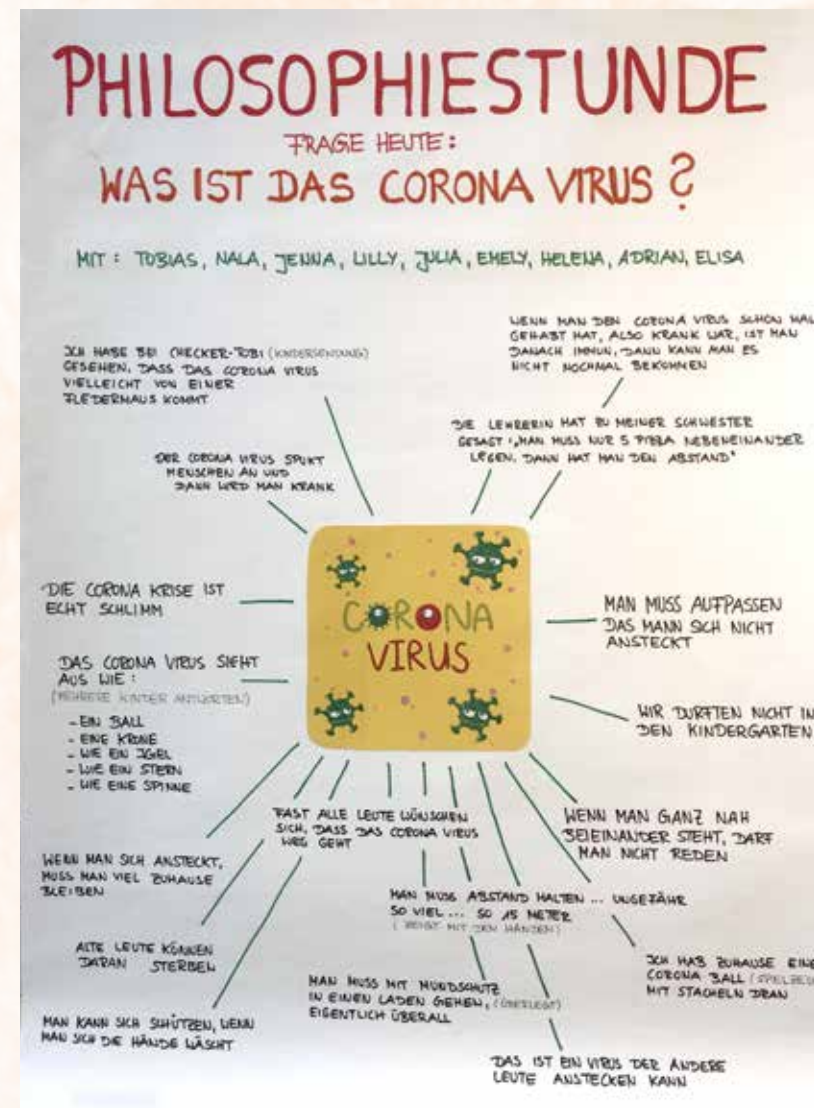 PHILOSOPHIESTUNDE
FRAGE HEUTE:
WAS IST DAS CORONA VIRUS?
MIT: TOBIAS, NALA, JENNA, LILLY, JULIA, EMELY, HELENA, ADRIAN, ELISA
ICH HABE BEI CHECKER-TOBI (KINDERSENDUNG)
GESEHEN, DASS DAS CORONA VIRUS
VIELLEICHT VON EINER
FLEDERMAUS KOMMT
WENN MAN DEN CORONA VIRUS SCHON MAL
GEHABT HAT, ALSO KRANK WAR, IST MAN
DANACH IMMUN, DANN KANN MAN ES
NICHT NOCHMAL BEKOMMEN
DIE LEHRERIN HAT ZU MEINER SCHWESTER
GESAGT: "MAN MUSS NUR 5 NEBENEINANDER
LEGEN, DANN HAT MAN DEN ABSTAND"
DER CORONA VIRUS SPUKT
MENSCHEN AN UND
DANN WIRD MAN KRANK
DIE CORONA KRISE IST
ECHT SCHLIMM
CORONA
VIRUS
MAN MUSS AUFPASSEN
DAS MANN SICH NICHT
ANSTECKT
DAS CORONA VIRUS SIEHT
AUS WIE:
(MEHRERE KINDER ANTWORTEN)
- EIN BALL
- EINE KRONE
- WIE EIN IGEL
- WIE EIN STERN
- WIE EINE SPINNE
WIR DURFTEN NICHT IN
DEN KINDERGARTEN
FAST ALLE LEUTE WÜNSCHEN
SICH, DASS DAS CORONA VIRUS
WEG GEHT
WENN MAN GANZ NAH
BEIEINANDER STEHT, DARF
MAN NICHT REDEN
WENN MAN SICH ANSTECKT,
MUSS MAN VIEL ZUHAUSE
BLEIBEN
MAN MUSS ABSTAND HALTEN ... UNGEFÄHR
SO VIEL ... SO 15 METER
(ZEIGT MIT DEN HÄNDEN)
ALTE LEUTE KÖNNEN
DARAN STERBEN
ICH HAB ZUHAUSE EINE
CORONA BALL (SPIELZEU
MIT STACHELN DRAN
MAN MUSS MIT MUNDSCHUTZ
IN EINEN LADEN GEHEN, (ÜBERLEGT)
EIGENTLICH ÜBERALL
MAN KANN SICH SCHÜTZEN, WENN
MAN SICH DIE HÄNDE WÄSCHT
DAS IST EIN VIRUS DER ANDERE
LEUTE ANSTECKEN KANN